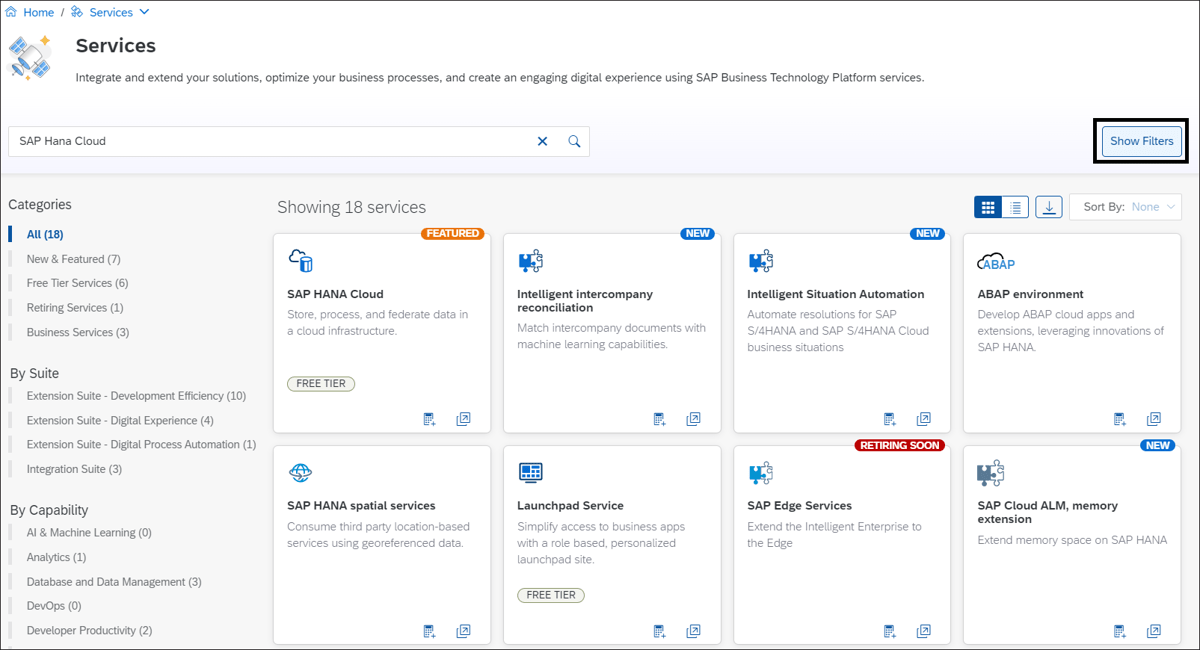 Home / Services
Services
Integrate and extend your solutions, optimize your business processes, and create an engaging digital experience using SAP Business Technology Platform services.
SAP Hana Cloud
Show Filters
Categories
All (18)
New & Featured (7)
Free Tier Services (6)
Retiring Services (1)
Business Services (3)
By Suite
Extension Suite - Development Efficiency (10)
Extension Suite - Digital Experience (4)
Extension Suite - Digital Process Automation (1)
Integration Suite (3)
By Capability
AI & Machine Learning (0)
Analytics (1)
Database and Data Management (3)
DevOps (0)
Developer Productivity (2)
Showing 18 services
Sort By: None
FEATURED
SAP HANA Cloud
Store, process, and federate data in
a cloud infrastructure.
FREE TIER
NEW
Intelligent intercompany
reconciliation
Match intercompany documents with
machine learning capabilities.
NEW
Intelligent Situation Automation
Automate resolutions for SAP
S/4HANA and SAP S/4HANA Cloud
business situations
ABAP
ABAP environment
Develop ABAP cloud apps and
extensions, leveraging innovations of
SAP HANA.
SAP HANA spatial services
Consume third party location-based
services using georeferenced data.
Launchpad Service
Simplify access to business apps
with a role based, personalized
launchpad site.
FREE TIER
RETIRING SOON
SAP Edge Services
Extend the Intelligent Enterprise to
the Edge
NEW
SAP Cloud ALM, memory
extension
Extend memory space on SAP HANA